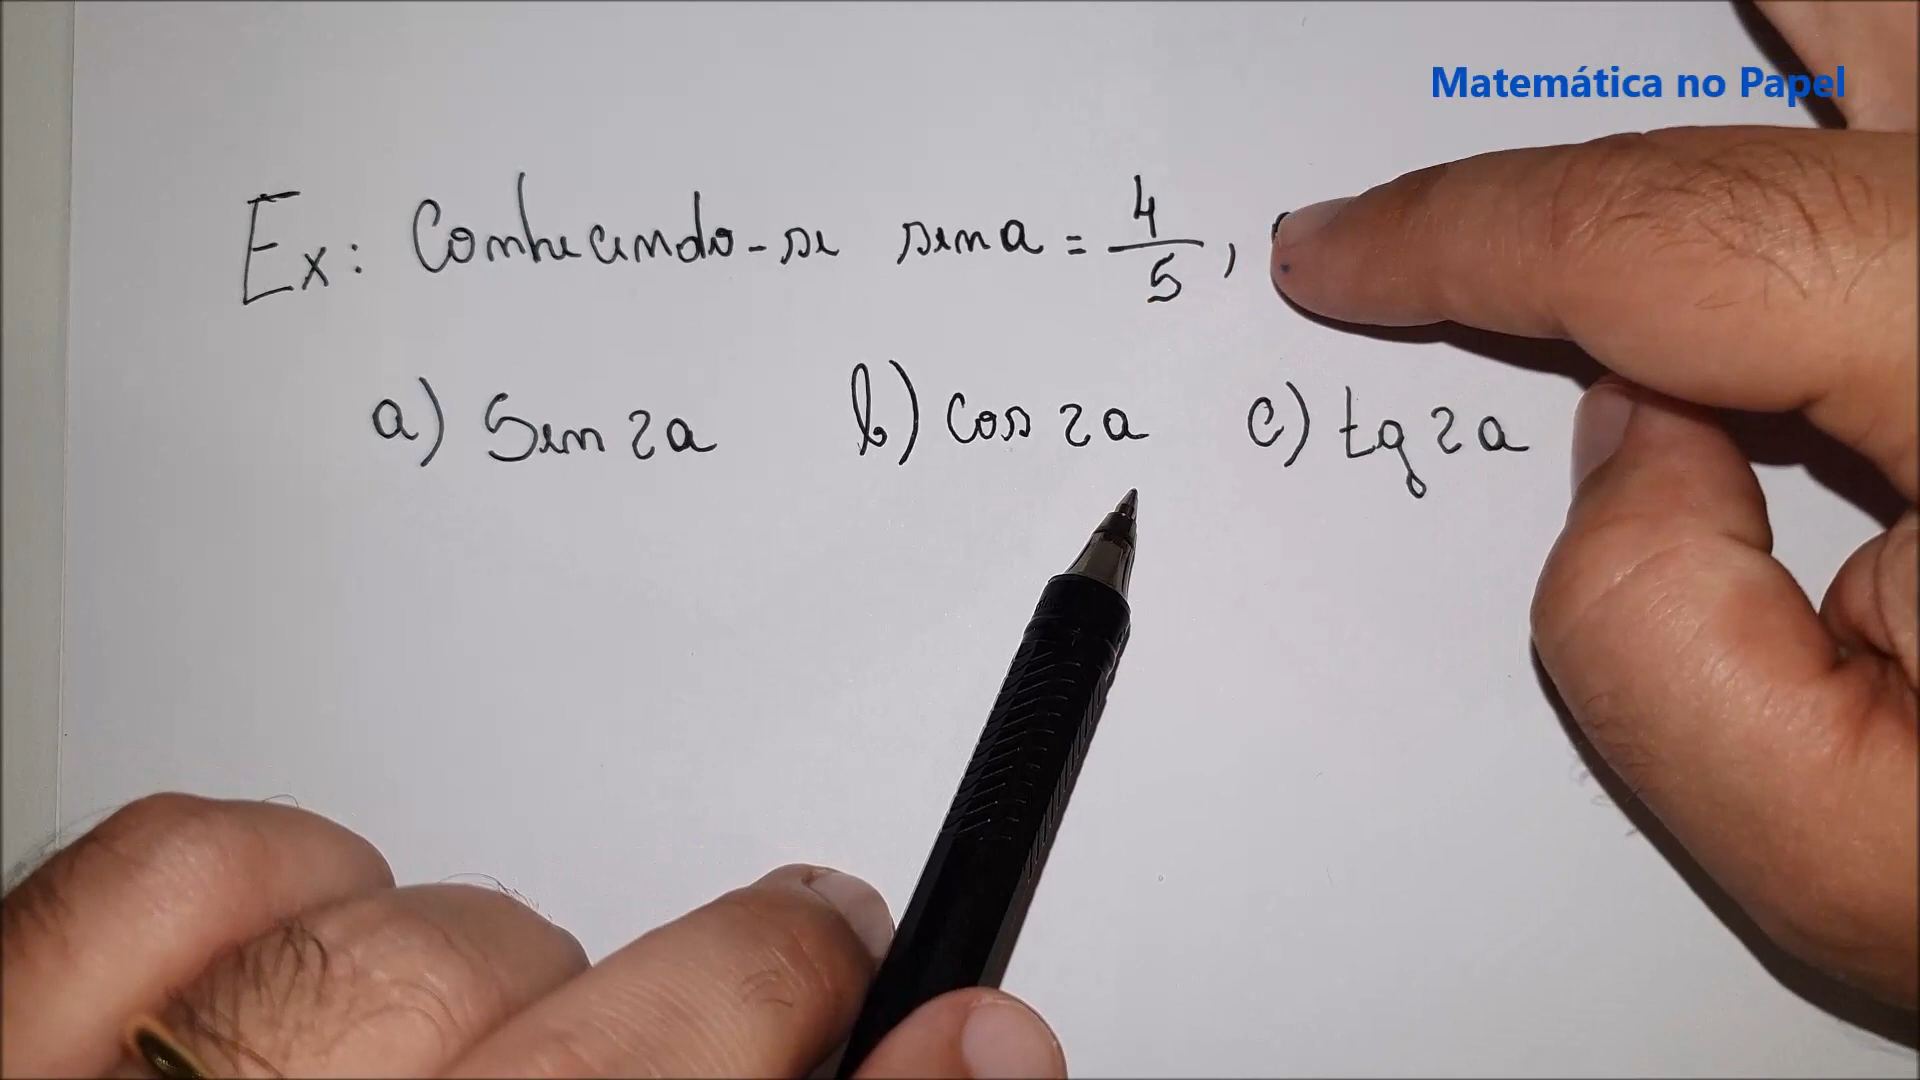 Matemática no Papel
Ex: Conhecendo-se sen a = 4/5,
a) Sen 2a b) cos 2a c) tg 2a